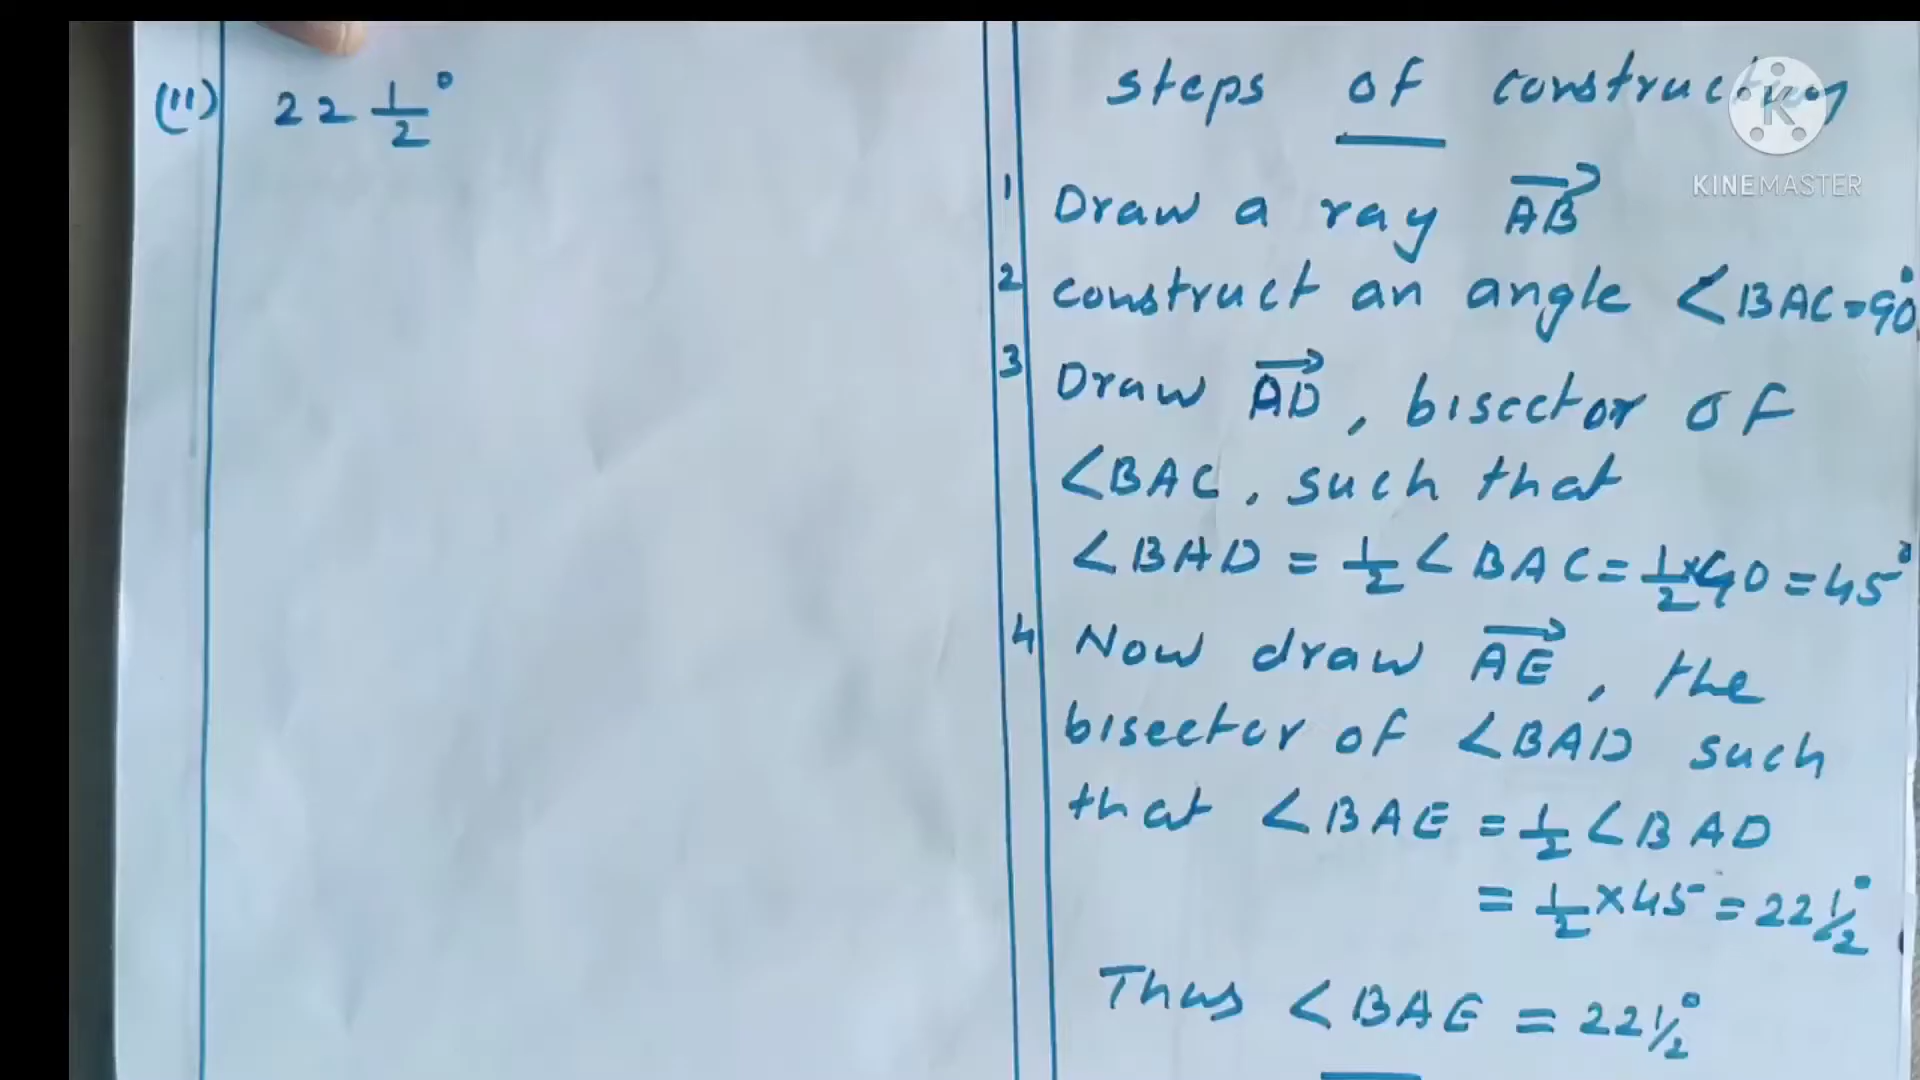 (11) 22 1/2°
steps of construction
KINEMASTER
1 Draw a ray AB
2 construct an angle ∠BAC=90°
3 Draw AD, bisector of
∠BAC, such that
∠BAD = 1/2 ∠BAC = 1/2 × 90 = 45°
4 Now draw AE, the
bisector of ∠BAD such
that ∠BAE = 1/2 ∠BAD
= 1/2 × 45 = 22 1/2°
Thus ∠BAE = 22 1/2°